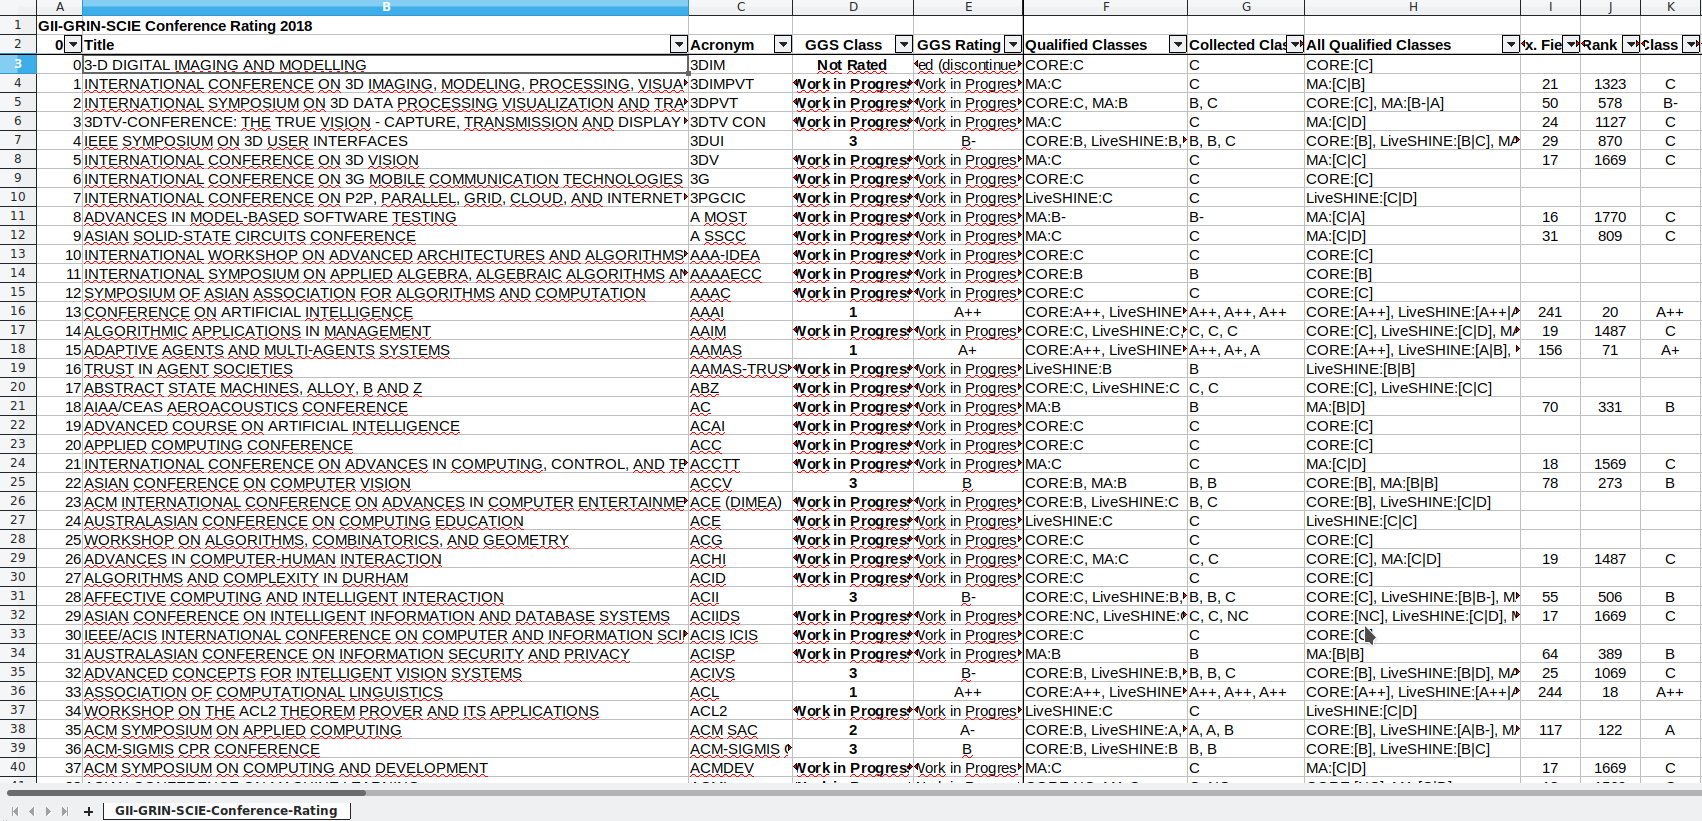 A B C D E F G H I J K
1 GII-GRIN-SCIE Conference Rating 2018
2 0 Title Acronym GGS Class GGS Rating Qualified Classes Collected Clas All Qualified Classes x. Fie Rank Class
3 0 3-D DIGITAL IMAGING AND MODELLING 3DIM Not Rated ed (discontinue CORE:C C CORE:[C]
4 1 INTERNATIONAL CONFERENCE ON 3D IMAGING, MODELING, PROCESSING, VISUA 3DIMPVT Work in Progres Work in Progres MA:C C MA:[C|B] 21 1323 C
5 2 INTERNATIONAL SYMPOSIUM ON 3D DATA PROCESSING VISUALIZATION AND TRA 3DPVT Work in Progres Work in Progres CORE:C, MA:B B, C CORE:[C], MA:[B-|A] 50 578 B-
6 3 3DTV-CONFERENCE: THE TRUE VISION - CAPTURE, TRANSMISSION AND DISPLAY 3DTV CON Work in Progres Work in Progres MA:C C MA:[C|D] 24 1127 C
7 4 IEEE SYMPOSIUM ON 3D USER INTERFACES 3DUI 3 B- CORE:B, LiveSHINE:B, B, B, C CORE:[B], LiveSHINE:[B|C], MA 29 870 C
8 5 INTERNATIONAL CONFERENCE ON 3D VISION 3DV Work in Progres Work in Progres MA:C C MA:[C|C] 17 1669 C
9 6 INTERNATIONAL CONFERENCE ON 3G MOBILE COMMUNICATION TECHNOLOGIES 3G Work in Progres Work in Progres CORE:C C CORE:[C]
10 7 INTERNATIONAL CONFERENCE ON P2P, PARALLEL, GRID, CLOUD, AND INTERNET 3PGCIC Work in Progres Work in Progres LiveSHINE:C C LiveSHINE:[C|D]
11 8 ADVANCES IN MODEL-BASED SOFTWARE TESTING A MOST Work in Progres Work in Progres MA:B- B- MA:[C|A] 16 1770 C
12 9 ASIAN SOLID-STATE CIRCUITS CONFERENCE A SSCC Work in Progres Work in Progres MA:C C MA:[C|D] 31 809 C
13 10 INTERNATIONAL WORKSHOP ON ADVANCED ARCHITECTURES AND ALGORITHMS AAA-IDEA Work in Progres Work in Progres CORE:C C CORE:[C]
14 11 INTERNATIONAL SYMPOSIUM ON APPLIED ALGEBRA, ALGEBRAIC ALGORITHMS AN AAAAECC Work in Progres Work in Progres CORE:B B CORE:[B]
15 12 SYMPOSIUM OF ASIAN ASSOCIATION FOR ALGORITHMS AND COMPUTATION AAAC Work in Progres Work in Progres CORE:C C CORE:[C]
16 13 CONFERENCE ON ARTIFICIAL INTELLIGENCE AAAI 1 A++ CORE:A++, LiveSHINE A++, A++, A++ CORE:[A++], LiveSHINE:[A++|A 241 20 A++
17 14 ALGORITHMIC APPLICATIONS IN MANAGEMENT AAIM Work in Progres Work in Progres CORE:C, LiveSHINE:C, C, C, C CORE:[C], LiveSHINE:[C|D], MA 19 1487 C
18 15 ADAPTIVE AGENTS AND MULTI-AGENTS SYSTEMS AAMAS 1 A+ CORE:A++, LiveSHINE A++, A+, A CORE:[A++], LiveSHINE:[A|B], 156 71 A+
19 16 TRUST IN AGENT SOCIETIES AAMAS-TRUS Work in Progres Work in Progres LiveSHINE:B B LiveSHINE:[B|B]
20 17 ABSTRACT STATE MACHINES, ALLOY, B AND Z ABZ Work in Progres Work in Progres CORE:C, LiveSHINE:C C, C CORE:[C], LiveSHINE:[C|C]
21 18 AIAA/CEAS AEROACOUSTICS CONFERENCE AC Work in Progres Work in Progres MA:B B MA:[B|D] 70 331 B
22 19 ADVANCED COURSE ON ARTIFICIAL INTELLIGENCE ACAI Work in Progres Work in Progres CORE:C C CORE:[C]
23 20 APPLIED COMPUTING CONFERENCE ACC Work in Progres Work in Progres CORE:C C CORE:[C]
24 21 INTERNATIONAL CONFERENCE ON ADVANCES IN COMPUTING, CONTROL, AND TE ACCTT Work in Progres Work in Progres MA:C C MA:[C|D] 18 1569 C
25 22 ASIAN CONFERENCE ON COMPUTER VISION ACCV 3 B CORE:B, MA:B B, B CORE:[B], MA:[B|B] 78 273 B
26 23 ACM INTERNATIONAL CONFERENCE ON ADVANCES IN COMPUTER ENTERTAINME ACE (DIMEA) Work in Progres Work in Progres CORE:B, LiveSHINE:C B, C CORE:[B], LiveSHINE:[C|D]
27 24 AUSTRALASIAN CONFERENCE ON COMPUTING EDUCATION ACE Work in Progres Work in Progres LiveSHINE:C C LiveSHINE:[C|C]
28 25 WORKSHOP ON ALGORITHMS, COMBINATORICS, AND GEOMETRY ACG Work in Progres Work in Progres CORE:C C CORE:[C]
29 26 ADVANCES IN COMPUTER-HUMAN INTERACTION ACHI Work in Progres Work in Progres CORE:C, MA:C C, C CORE:[C], MA:[C|D] 19 1487 C
30 27 ALGORITHMS AND COMPLEXITY IN DURHAM ACID Work in Progres Work in Progres CORE:C C CORE:[C]
31 28 AFFECTIVE COMPUTING AND INTELLIGENT INTERACTION ACII 3 B- CORE:C, LiveSHINE:B, B, B, C CORE:[C], LiveSHINE:[B|B-], M 55 506 B
32 29 ASIAN CONFERENCE ON INTELLIGENT INFORMATION AND DATABASE SYSTEMS ACIIDS Work in Progres Work in Progres CORE:NC, LiveSHINE: C, C, NC CORE:[NC], LiveSHINE:[C|D], 17 1669 C
33 30 IEEE/ACIS INTERNATIONAL CONFERENCE ON COMPUTER AND INFORMATION SCI ACIS ICIS Work in Progres Work in Progres CORE:C C CORE:[C
34 31 AUSTRALASIAN CONFERENCE ON INFORMATION SECURITY AND PRIVACY ACISP Work in Progres Work in Progres MA:B B MA:[B|B] 64 389 B
35 32 ADVANCED CONCEPTS FOR INTELLIGENT VISION SYSTEMS ACIVS 3 B- CORE:B, LiveSHINE:B, B, B, C CORE:[B], LiveSHINE:[B|D], MA 25 1069 C
36 33 ASSOCIATION OF COMPUTATIONAL LINGUISTICS ACL 1 A++ CORE:A++, LiveSHINE A++, A++, A++ CORE:[A++], LiveSHINE:[A++|A 244 18 A++
37 34 WORKSHOP ON THE ACL2 THEOREM PROVER AND ITS APPLICATIONS ACL2 Work in Progres Work in Progres LiveSHINE:C C LiveSHINE:[C|D]
38 35 ACM SYMPOSIUM ON APPLIED COMPUTING ACM SAC 2 A- CORE:B, LiveSHINE:A, A, A, B CORE:[B], LiveSHINE:[A|B-], MA 117 122 A
39 36 ACM-SIGMIS CPR CONFERENCE ACM-SIGMIS 3 B CORE:B, LiveSHINE:B B, B CORE:[B], LiveSHINE:[B|C]
40 37 ACM SYMPOSIUM ON COMPUTING AND DEVELOPMENT ACMDEV Work in Progres Work in Progres MA:C C MA:[C|D] 17 1669 C
GII-GRIN-SCIE-Conference-Rating